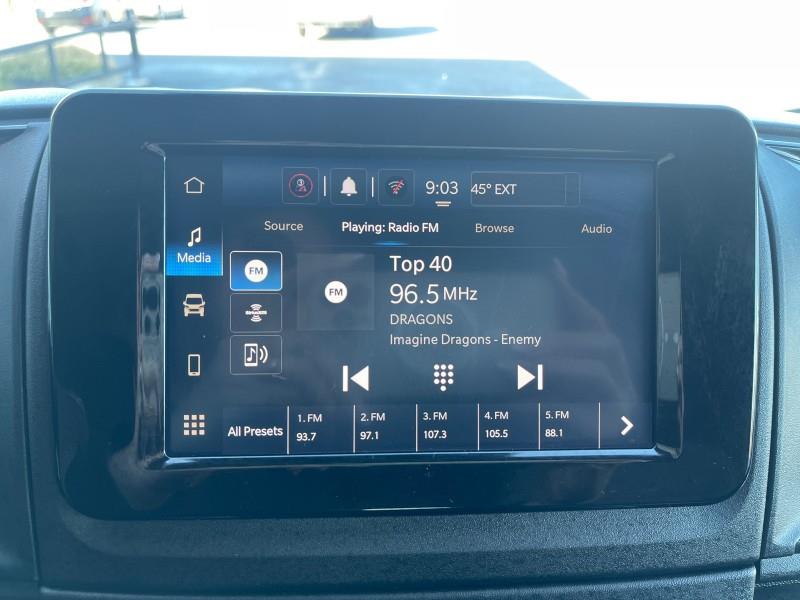 9:03
45° EXT
Source
Playing: Radio FM
Browse
Audio
Media
FM
FM
Top 40
96.5 MHz
DRAGONS
Imagine Dragons - Enemy
All Presets
1. FM
93.7
2. FM
97.1
3. FM
107.3
4. FM
105.5
5. FM
88.1